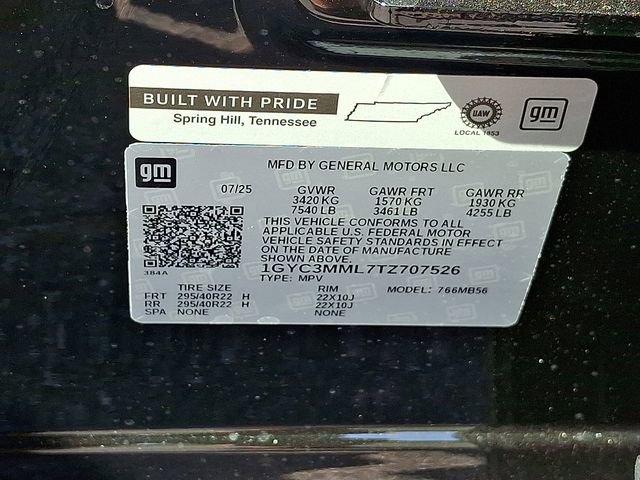 BUILT WITH PRIDE
Spring Hill, Tennessee
UAW
LOCAL 1853
gm
gm
MFD BY GENERAL MOTORS LLC
07/25 GVWR GAWR FRT GAWR RR
3420 KG 1570 KG 1930 KG
7540 LB 3461 LB 4255 LB
THIS VEHICLE CONFORMS TO ALL
APPLICABLE U.S. FEDERAL MOTOR
VEHICLE SAFETY STANDARDS IN EFFECT
ON THE DATE OF MANUFACTURE
SHOWN ABOVE.
384A
1GYC3MML7TZ707526
TYPE: MPV
TIRE SIZE RIM MODEL: 766MB56
FRT 295/40R22 H 22X10J
RR 295/40R22 H 22X10J
SPA NONE NONE